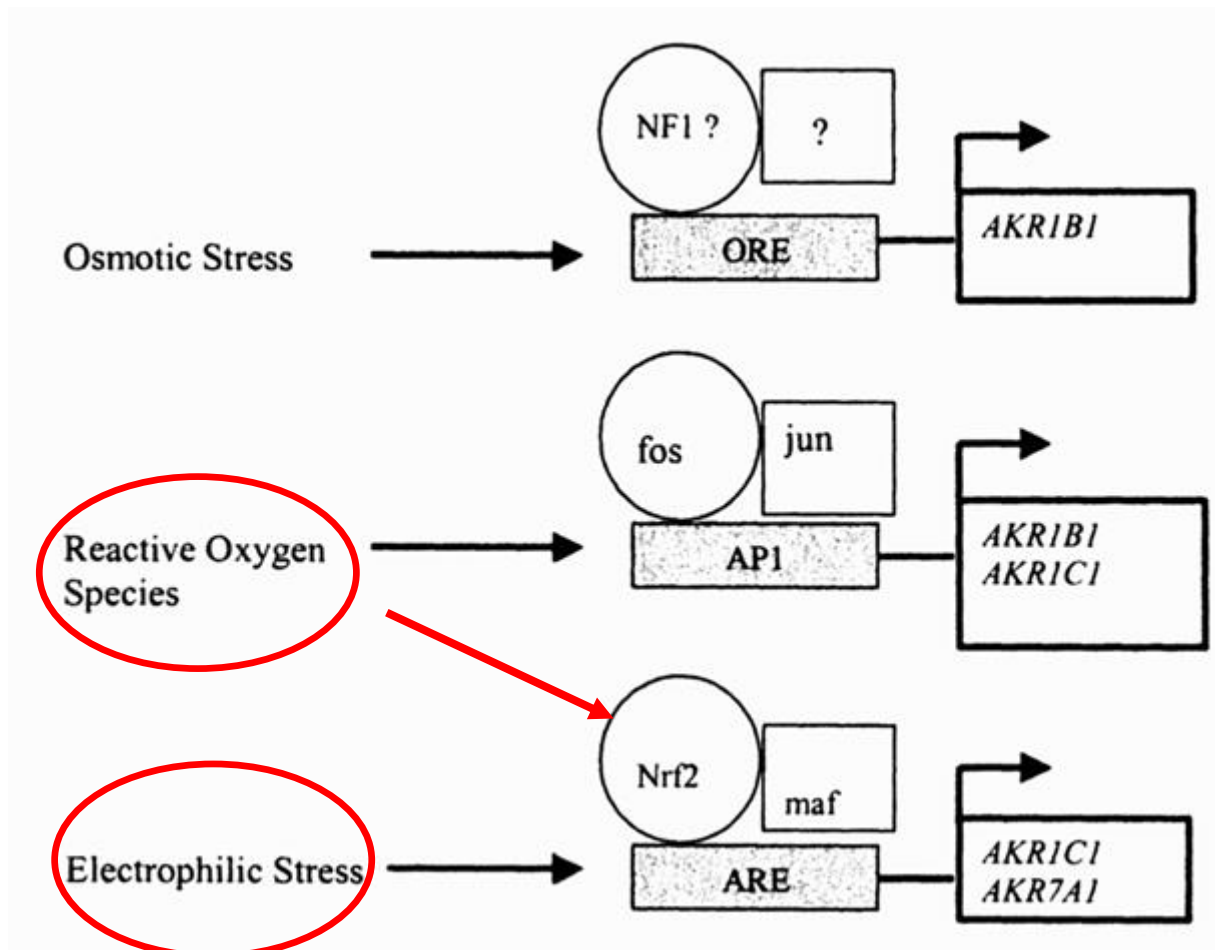 NF1 ?
?
ORE
AKR1B1
Osmotic Stress
fos
jun
AP1
AKR1B1
AKR1C1
Reactive Oxygen
Species
Nrf2
maf
ARE
AKR1C1
AKR7A1
Electrophilic Stress